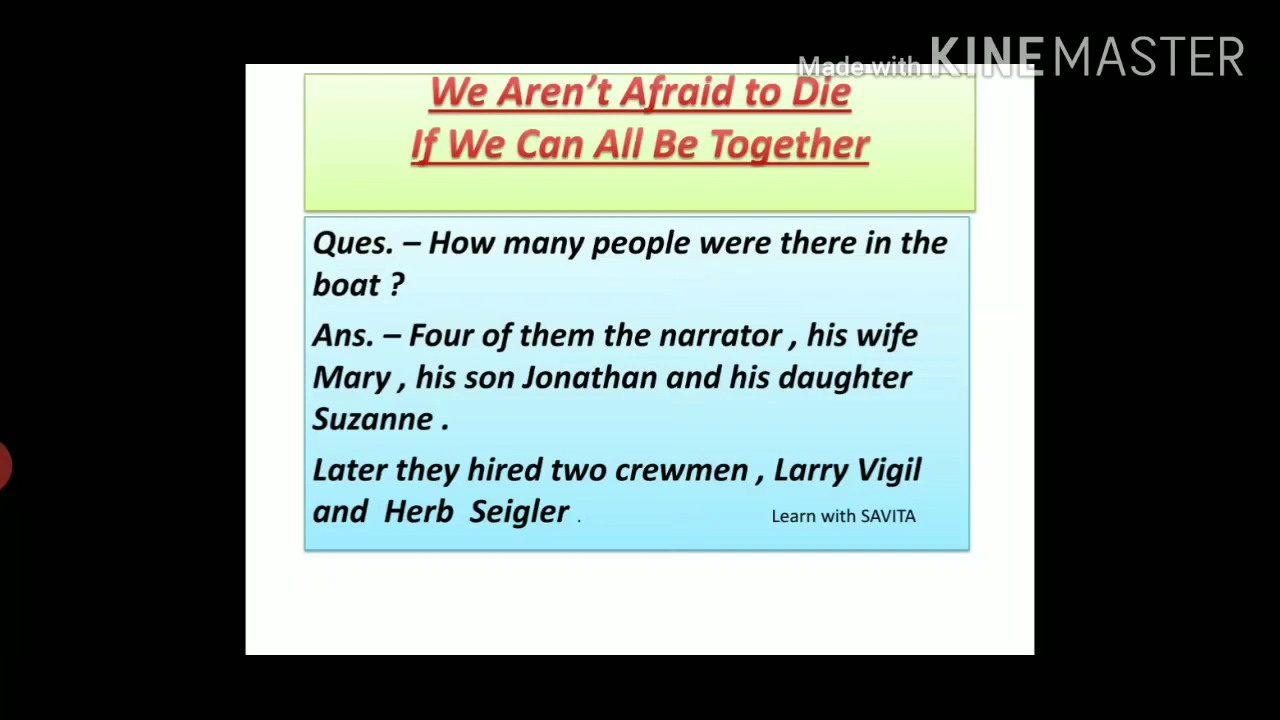 Made with KINEMASTER
We Aren't Afraid to Die
If We Can All Be Together
Ques. – How many people were there in the
boat ?
Ans. – Four of them the narrator , his wife
Mary , his son Jonathan and his daughter
Suzanne .
Later they hired two crewmen , Larry Vigil
and Herb Seigler .
Learn with SAVITA